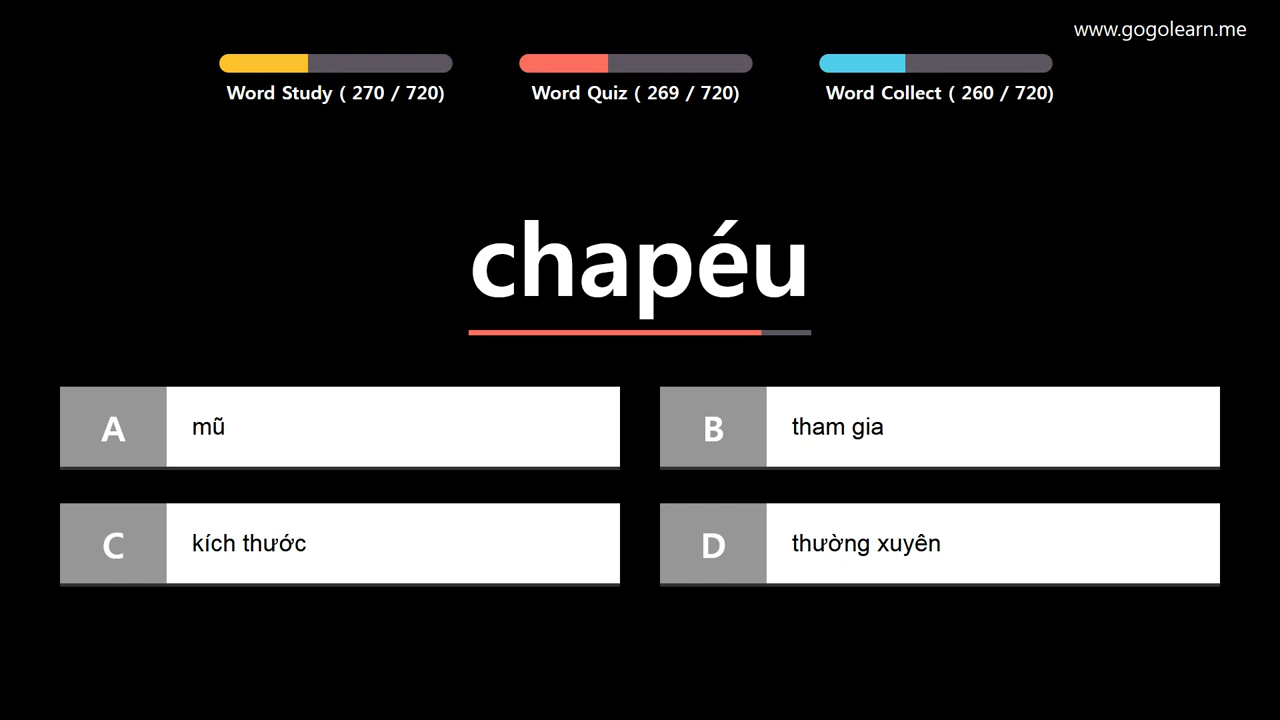 www.gogolearn.me
Word Study ( 270 / 720)
Word Quiz ( 269 / 720)
Word Collect ( 260 / 720)
chapéu
A mũ
B tham gia
C kích thước
D thường xuyên